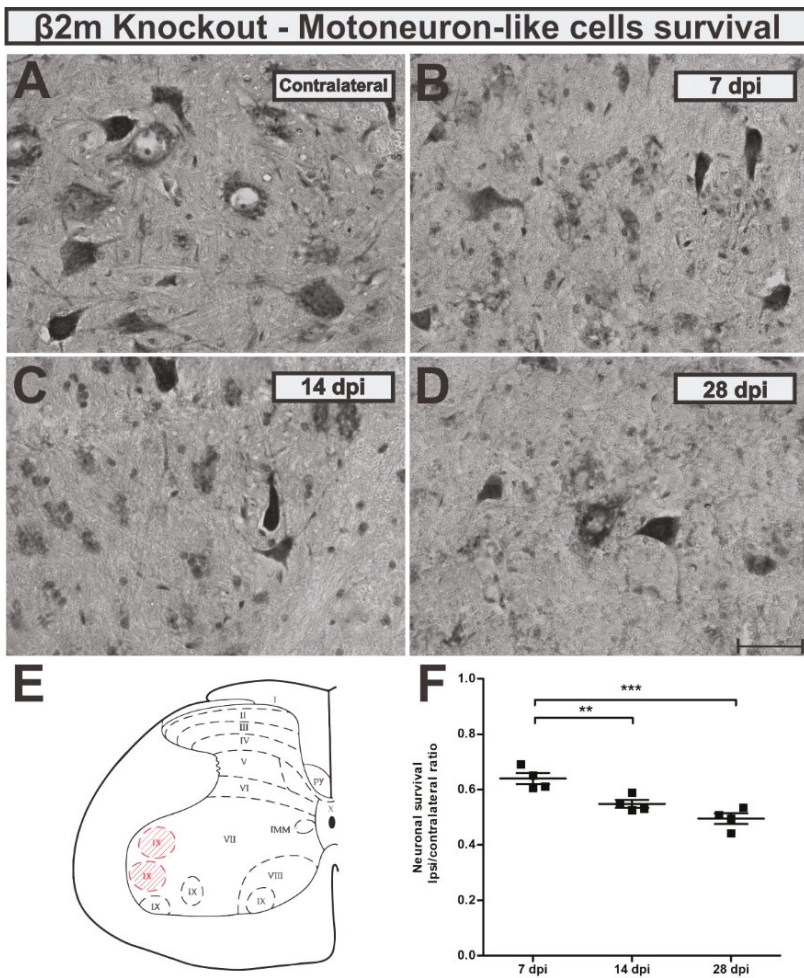 β2m Knockout - Motoneuron-like cells survival
A
Contralateral
B
7 dpi
C
14 dpi
D
28 dpi
E
I
II
III
IV
V
VI
py
X
IMM
VII
IX
IX
VIII
IX
IX
IX
F
Neuronal survival
Ipsi/contralateral ratio
1.0
0.8
0.6
0.4
0.2
0.0
***
**
7 dpi
14 dpi
28 dpi